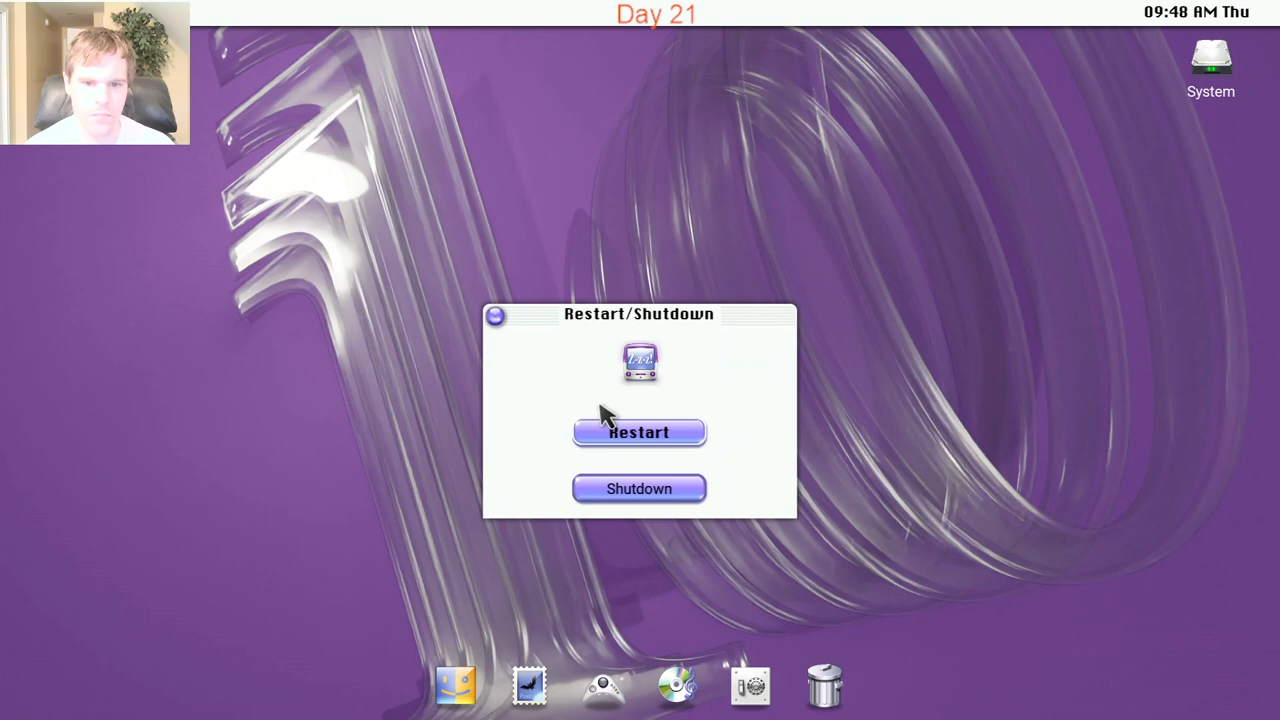 Day 21
09:48 AM Thu
System
Restart/Shutdown
Z-z-z!
Restart
Shutdown